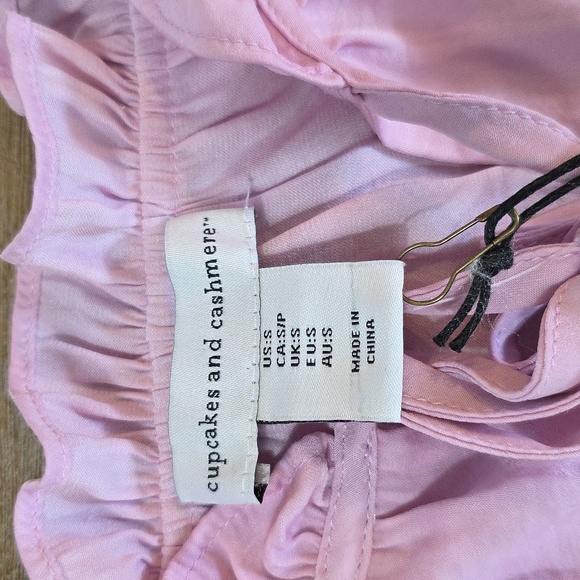 cupcakes and cashmere™
US:S
CA:S/P
UK:S
EU:S
AU:S
MADE IN
CHINA